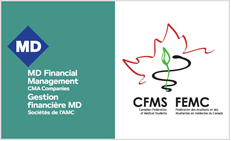 MD
MD Financial
Management
CMA Companies
Gestion
financière MD
Sociétés de l'AMC
CFMS FEMC
Canadian Federation
of Medical Students
Fédération des étudiants et des
étudiantes en médecine du Canada